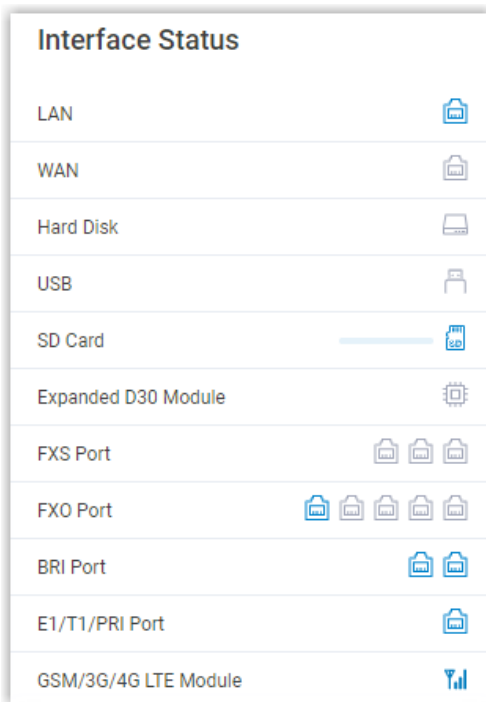 Interface Status
LAN
WAN
Hard Disk
USB
SD Card
SD
Expanded D30 Module
FXS Port
FXO Port
BRI Port
E1/T1/PRI Port
GSM/3G/4G LTE Module